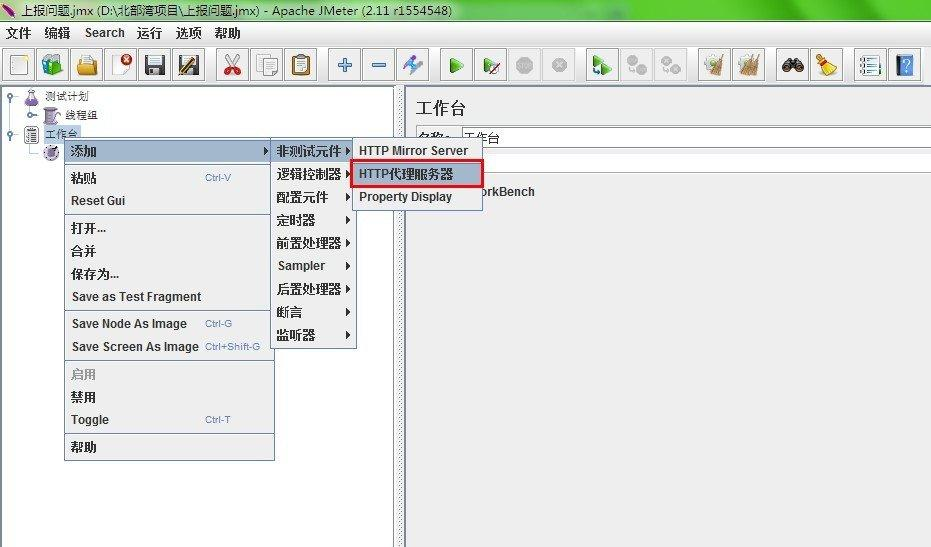 上报问题.jmx (D:\北部湾项目\上报问题.jmx) - Apache JMeter (2.11 r1554548)
文件 编辑 Search 运行 选项 帮助
测试计划
线程组
工作台
工作台
名称: 工作台
orkBench
添加
粘贴 Ctrl-V
Reset Gui
打开...
合并
保存为...
Save as Test Fragment
Save Node As Image Ctrl-G
Save Screen As Image Ctrl+Shift-G
启用
禁用
Toggle Ctrl-T
帮助
非测试元件
逻辑控制器
配置元件
定时器
前置处理器
Sampler
后置处理器
断言
监听器
HTTP Mirror Server
HTTP代理服务器
Property Display